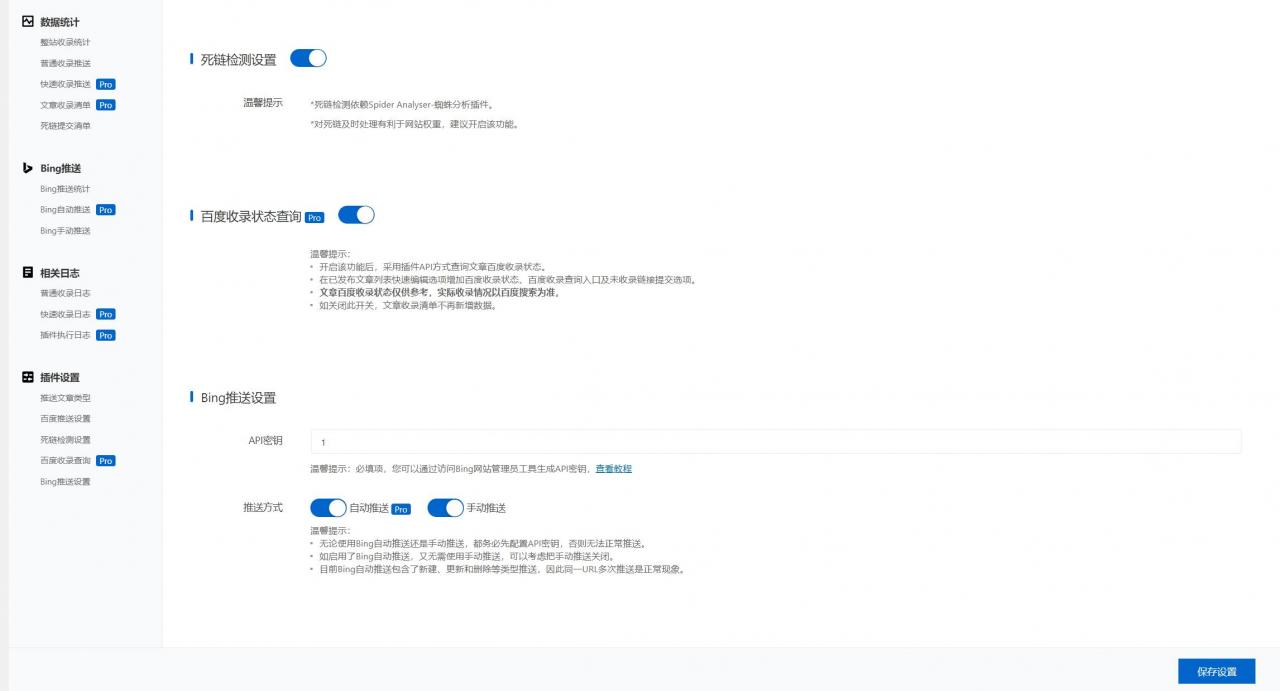 数据统计
整站收录统计
普通收录推送
快速收录推送 Pro
文章收录清单 Pro
死链提交清单
Bing推送
Bing推送统计
Bing自动推送 Pro
Bing手动推送
相关日志
普通收录日志
快速收录日志 Pro
插件执行日志 Pro
插件设置
推送文章类型
百度推送设置
死链检测设置
百度收录查询 Pro
Bing推送设置
死链检测设置
温馨提示
*死链检测依赖Spider Analyser-蜘蛛分析插件。
*对死链及时处理有利于网站权重，建议开启该功能。
百度收录状态查询 Pro
温馨提示：
• 开启该功能后，采用插件API方式查询文章百度收录状态。
• 在已发布文章列表快速编辑选项增加百度收录状态、百度收录查询入口及未收录链接提交选项。
• 文章百度收录状态仅供参考，实际收录情况以百度搜索为准。
• 如关闭此开关，文章收录清单不再新增数据。
Bing推送设置
API密钥
1
温馨提示：必填项，您可以通过访问Bing网站管理员工具生成API密钥，查看教程
推送方式
自动推送 Pro 手动推送
温馨提示：
• 无论使用Bing自动推送还是手动推送，都务必先配置API密钥，否则无法正常推送。
• 如启用了Bing自动推送，又无需使用手动推送，可以考虑把手动推送关闭。
• 目前Bing自动推送包含了新建、更新和删除等类型推送，因此同一URL多次推送是正常现象。
保存设置